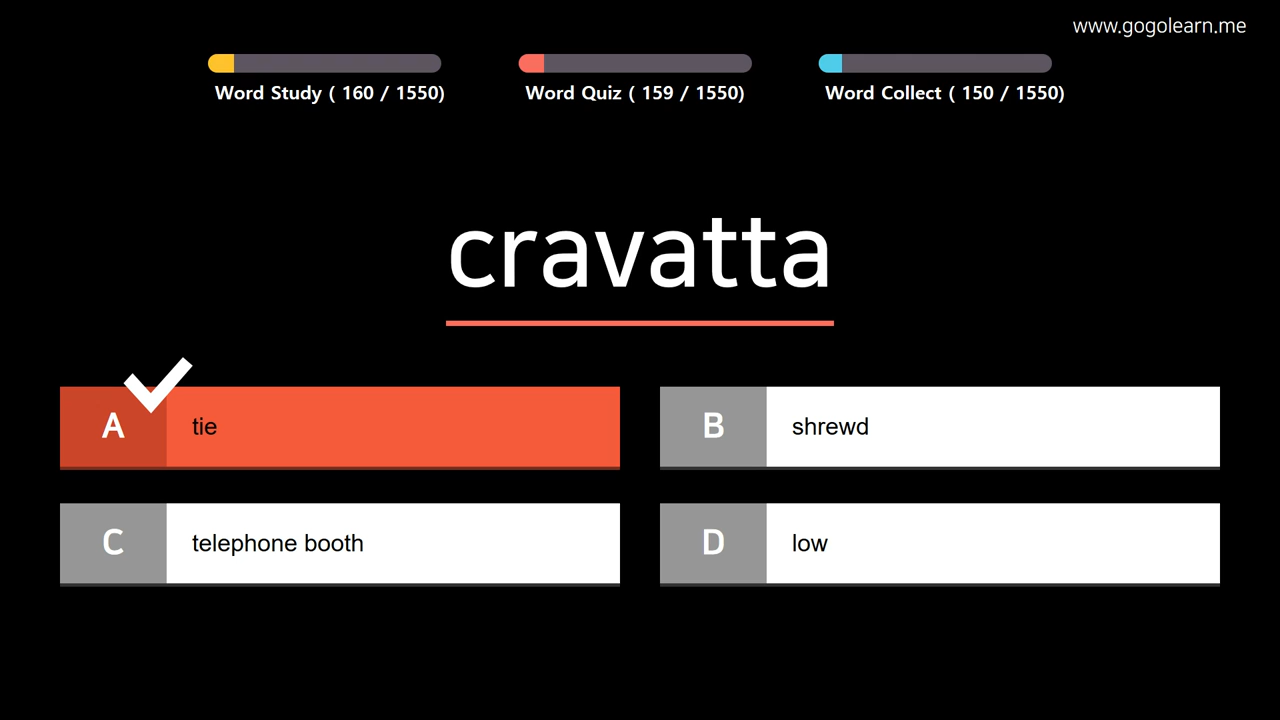 www.gogolearn.me
Word Study ( 160 / 1550)
Word Quiz ( 159 / 1550)
Word Collect ( 150 / 1550)
cravatta
A
tie
B
shrewd
C
telephone booth
D
low